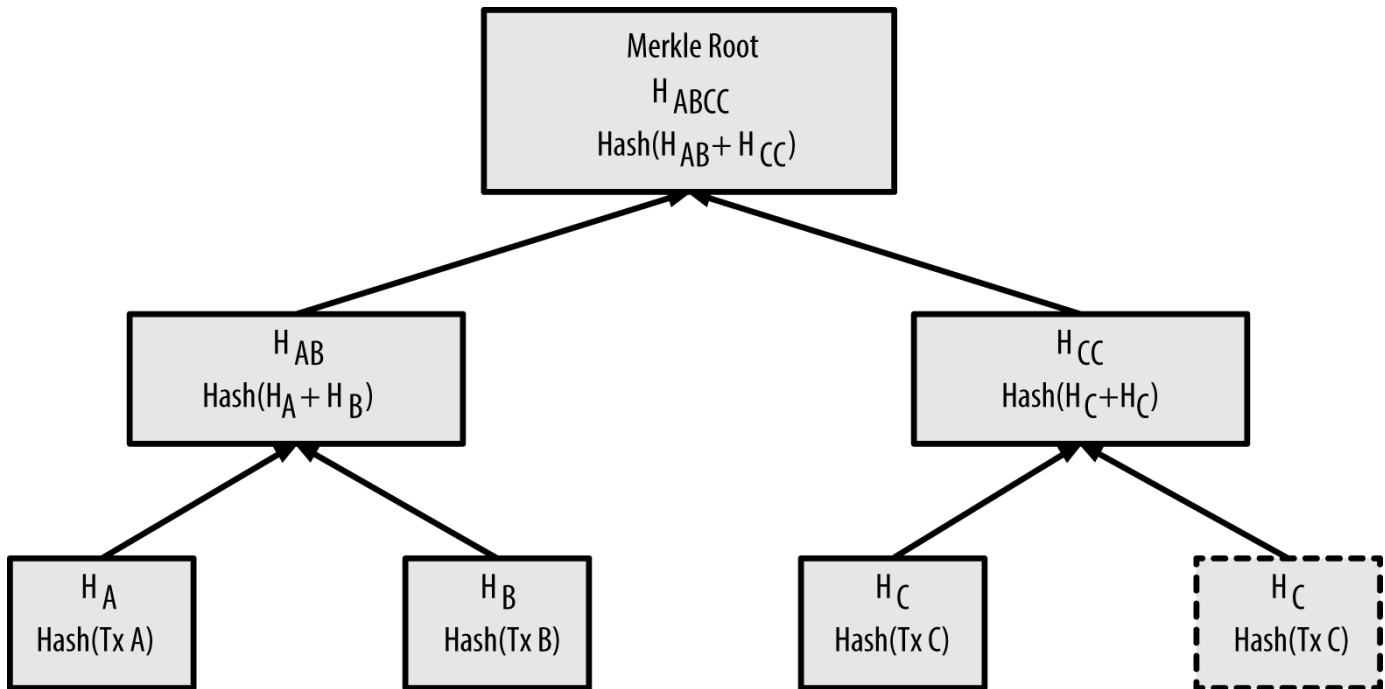 Merkle Root
H ABCC
Hash(H AB + H CC)
H AB
Hash(H A + H B)
H CC
Hash(H C+H C)
H A
Hash(Tx A)
H B
Hash(Tx B)
H C
Hash(Tx C)
H C
Hash(Tx C)